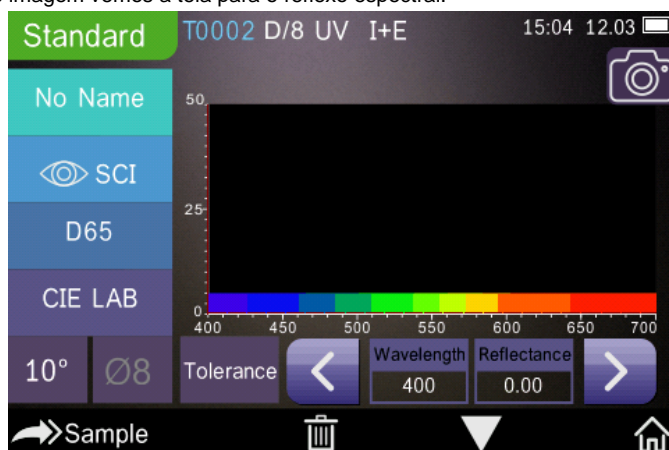 Standard T0002 D/8 UV I+E 15:04 12.03
No Name
SCI
D65
CIE LAB
10° Ø8
50
25
0
400 450 500 550 600 650 700
Tolerance
Wavelength Reflectance
400 0.00
Sample